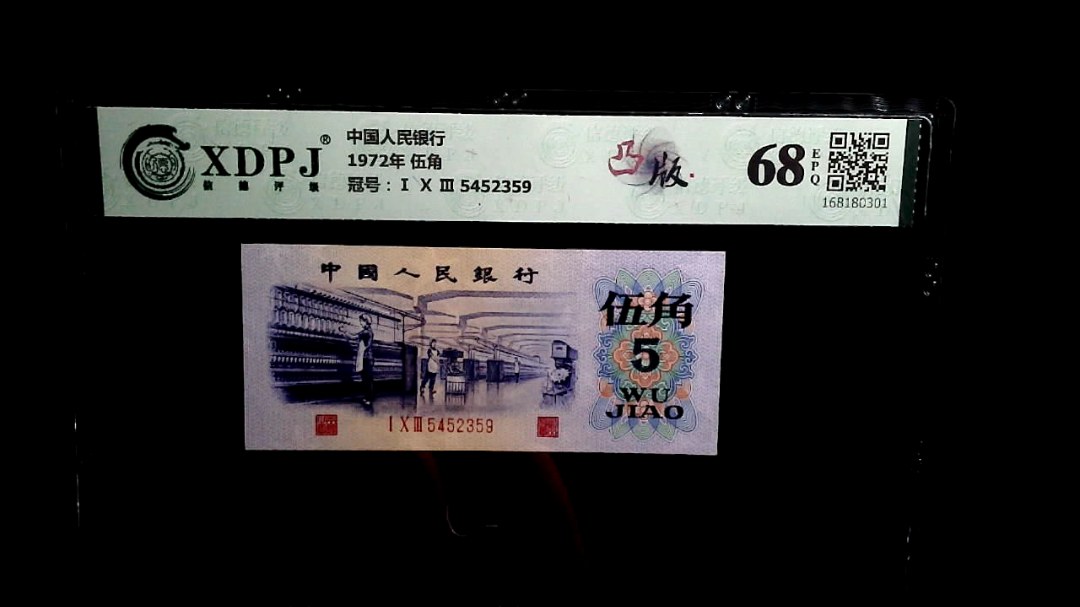 XDPJ®
信德评级
中国人民银行
1972年 伍角
冠号：I X Ⅲ 5452359
凸版
68
EPQ
168180301
中國人民銀行
伍角
5
WU
JIAO
I X Ⅲ 5452359